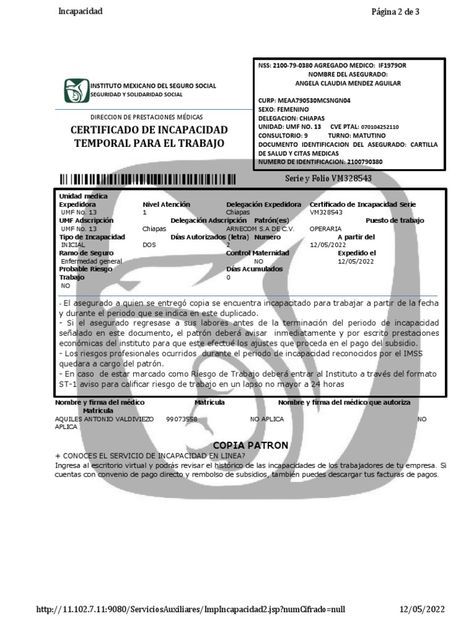 Incapacidad Página 2 de 3
NSS: 2100-79-0380 AGREGADO MEDICO: IF1979OR
NOMBRE DEL ASEGURADO:
ANGELA CLAUDIA MENDEZ AGUILAR
CURP: MEAA790530MCSNGN04
SEXO: FEMENINO
DELEGACION: CHIAPAS
UNIDAD: UMF NO. 13 CVE PTAL: 070104252110
CONSULTORIO: 9 TURNO: MATUTINO
DOCUMENTO IDENTIFICACION DEL ASEGURADO: CARTILLA
DE SALUD Y CITAS MEDICAS
NUMERO DE IDENTIFICACION: 2100790380
INSTITUTO MEXICANO DEL SEGURO SOCIAL
SEGURIDAD Y SOLIDARIDAD SOCIAL
DIRECCION DE PRESTACIONES MÉDICAS
CERTIFICADO DE INCAPACIDAD
TEMPORAL PARA EL TRABAJO
Serie y Folio VM328543
Unidad médica
Expedidora Nivel Atención Delegación Expedidora Certificado de Incapacidad Serie
UMF No. 13 1 Chiapas VM328543
UMF Adscripción Delegación Adscripción Patrón(es) Puesto de trabajo
UMF No. 13 Chiapas ARNECOM S.A DE C.V. OPERARIA
Tipo de Incapacidad Días Autorizados (letra) Numero A partir del
INICIAL DOS 2 12/05/2022
Ramo de Seguro Control Maternidad Expedido el
Enfermedad general NO 12/05/2022
Probable Riesgo Días Acumulados
Trabajo 0
NO
- El asegurado a quien se entregó copia se encuentra incapacitado para trabajar a partir de la fecha
y durante el periodo que se indica en este duplicado.
- Si el asegurado regresase a sus labores antes de la terminación del periodo de incapacidad
señalado en este documento, el patrón deberá avisar inmediatamente y por escrito prestaciones
económicas del instituto para que este efectué los ajustes que proceda en el pago del subsidio.
- Los riesgos profesionales ocurridos durante el periodo de incapacidad reconocidos por el IMSS
quedara a cargo del patrón.
- En caso de estar marcado como Riesgo de Trabajo deberá entrar al Instituto a través del formato
ST-1 aviso para calificar riesgo de trabajo en un lapso no mayor a 24 horas
Nombre y firma del médico Matricula Nombre y firma del médico que autoriza
Matricula
AQUILES ANTONIO VALDIVIEZO 99073558 NO APLICA NO
APLICA
COPIA PATRON
+ CONOCES EL SERVICIO DE INCAPACIDAD EN LINEA?
Ingresa al escritorio virtual y podrás revisar el histórico de las incapacidades de los trabajadores de tu empresa. Si
cuentas con convenio de pago directo y rembolso de subsidios, también puedes descargar tus facturas de pagos.
http://11.102.7.11:9080/ServiciosAuxiliares/ImpIncapacidad2.jsp?numCifrado=null 12/05/2022